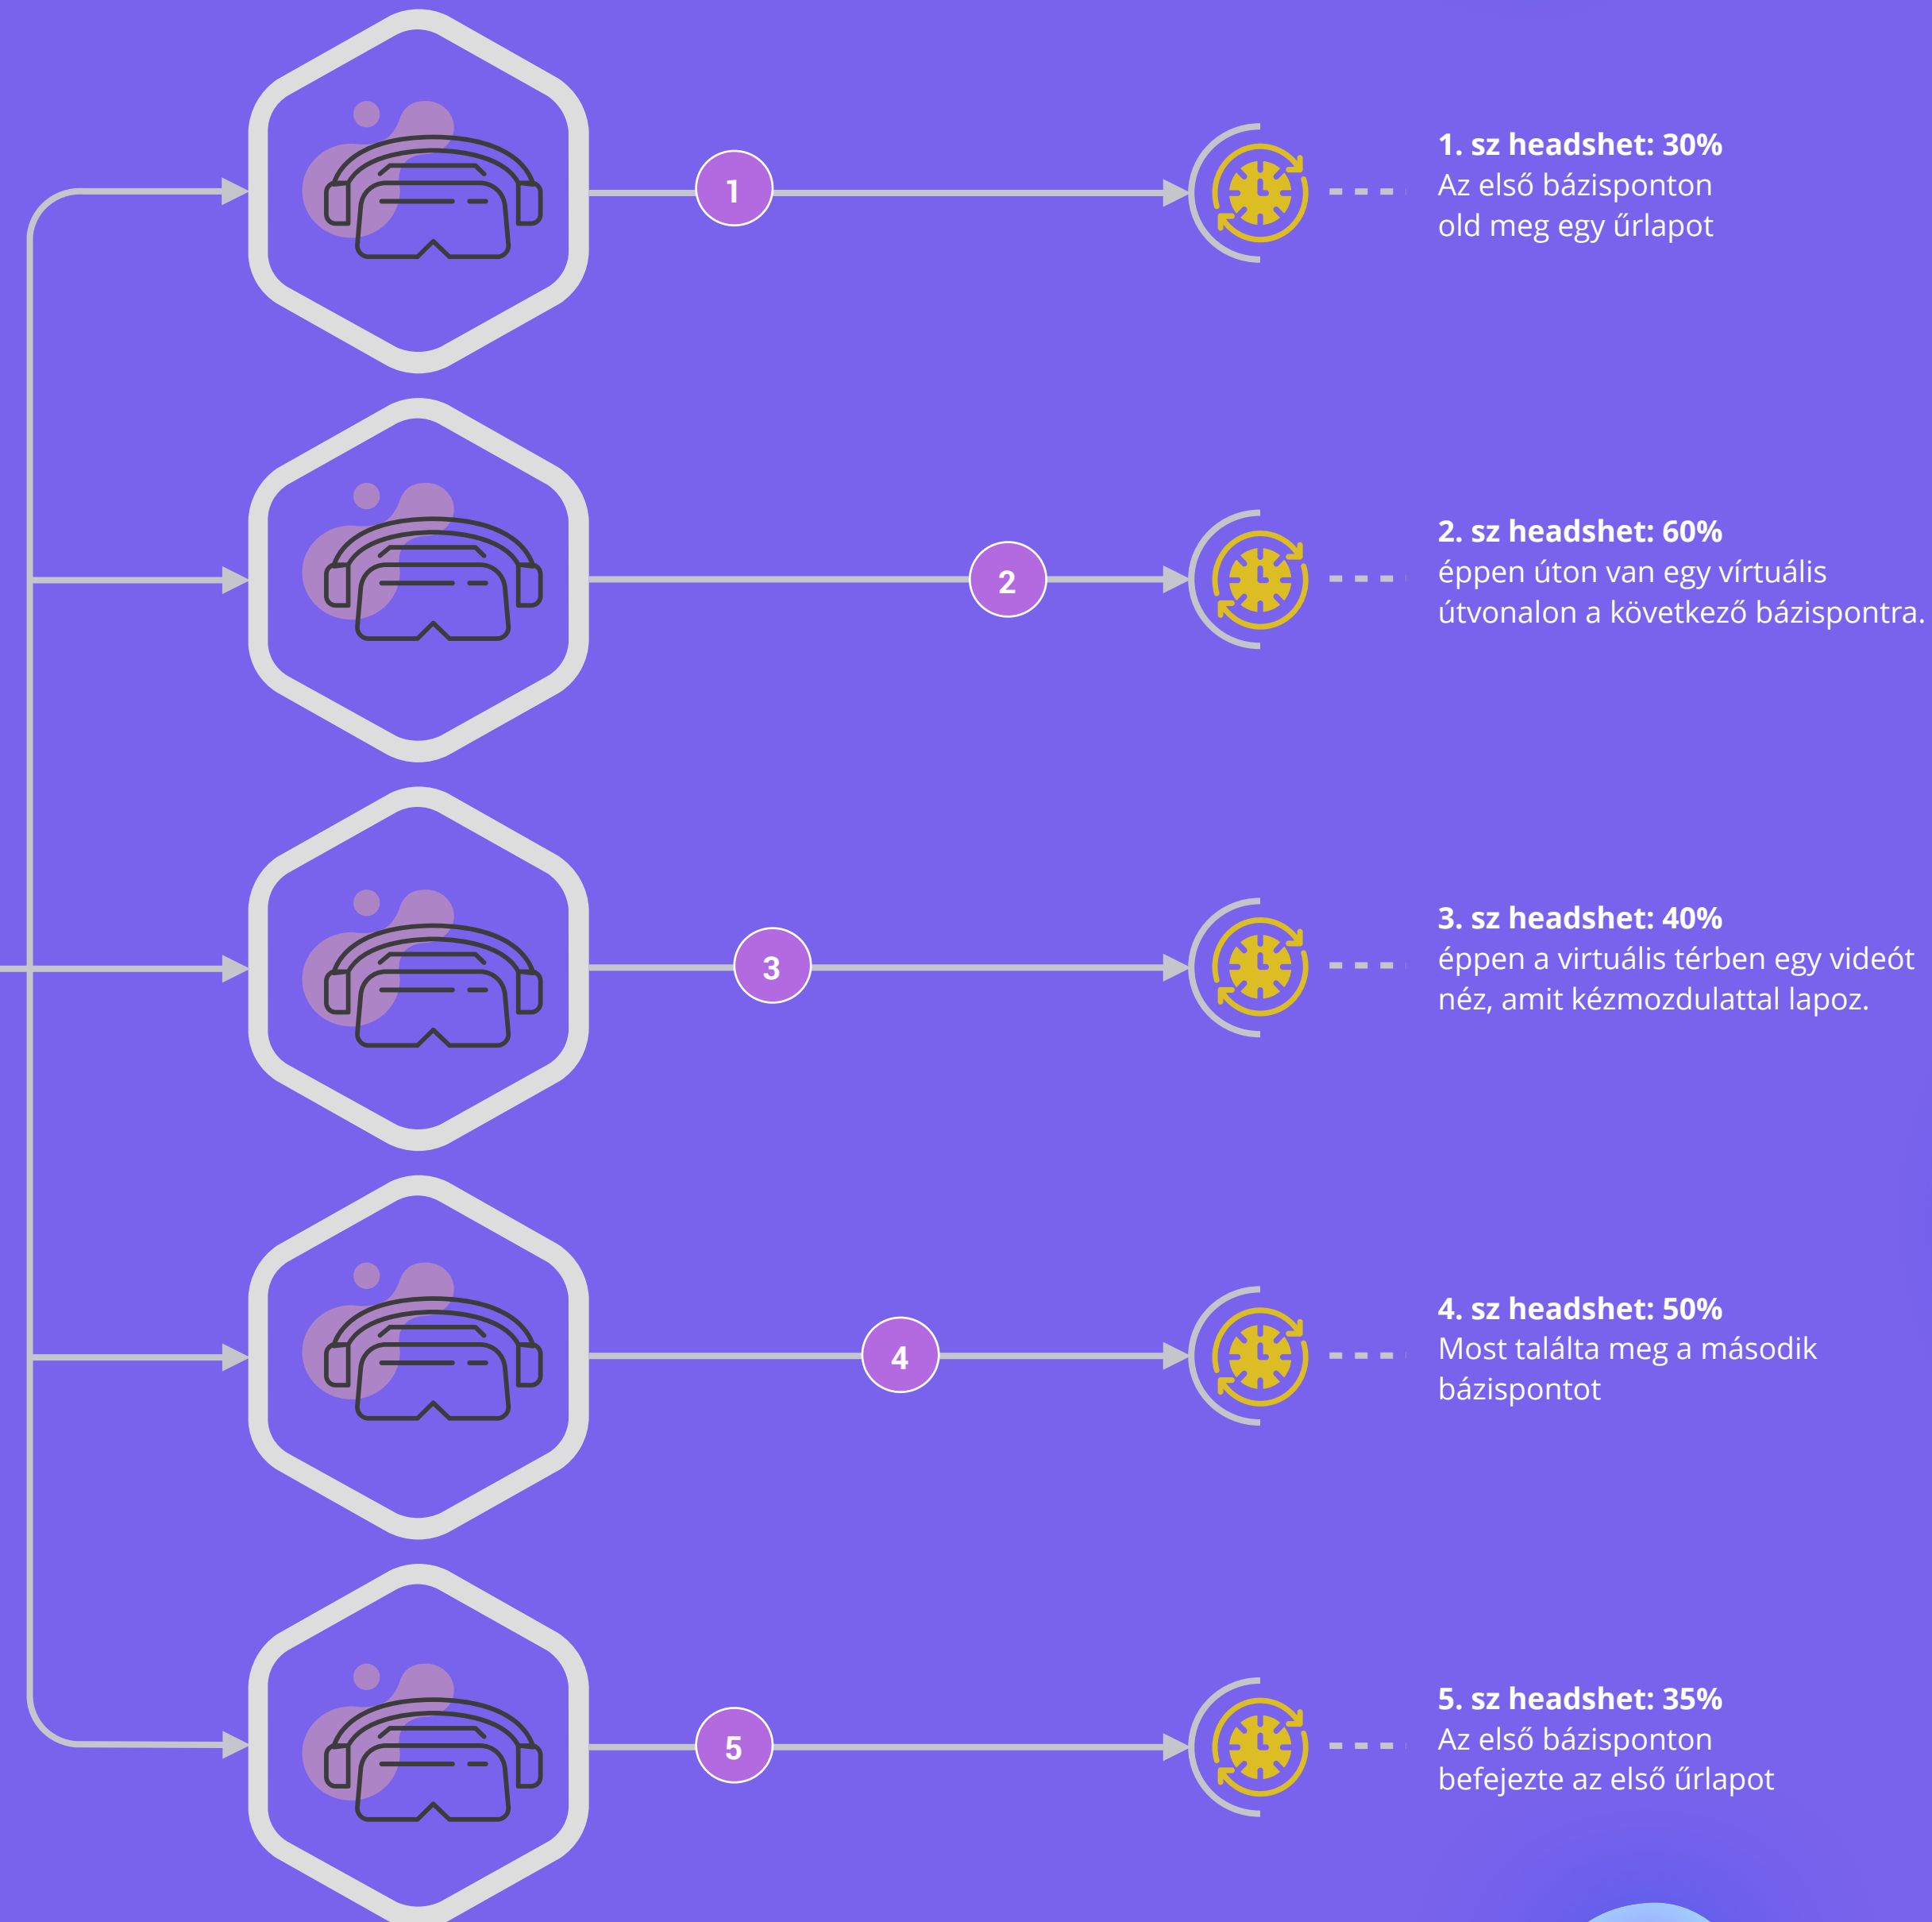 1
1. sz headshet: 30%
Az első bázisponton
old meg egy űrlapot
2
2. sz headshet: 60%
éppen úton van egy vírtuális
útvonalon a következő bázispontra.
3
3. sz headshet: 40%
éppen a virtuális térben egy videót
néz, amit kézmozdulattal lapoz.
4
4. sz headshet: 50%
Most találta meg a második
bázispontot
5
5. sz headshet: 35%
Az első bázisponton
befejezte az első űrlapot